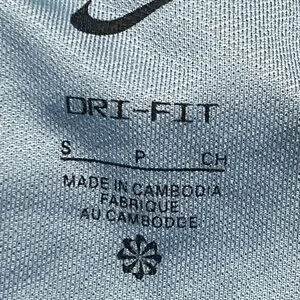 DRI-FIT
S P CH
MADE IN CAMBODIA
FABRIQUE
AU CAMBODGE